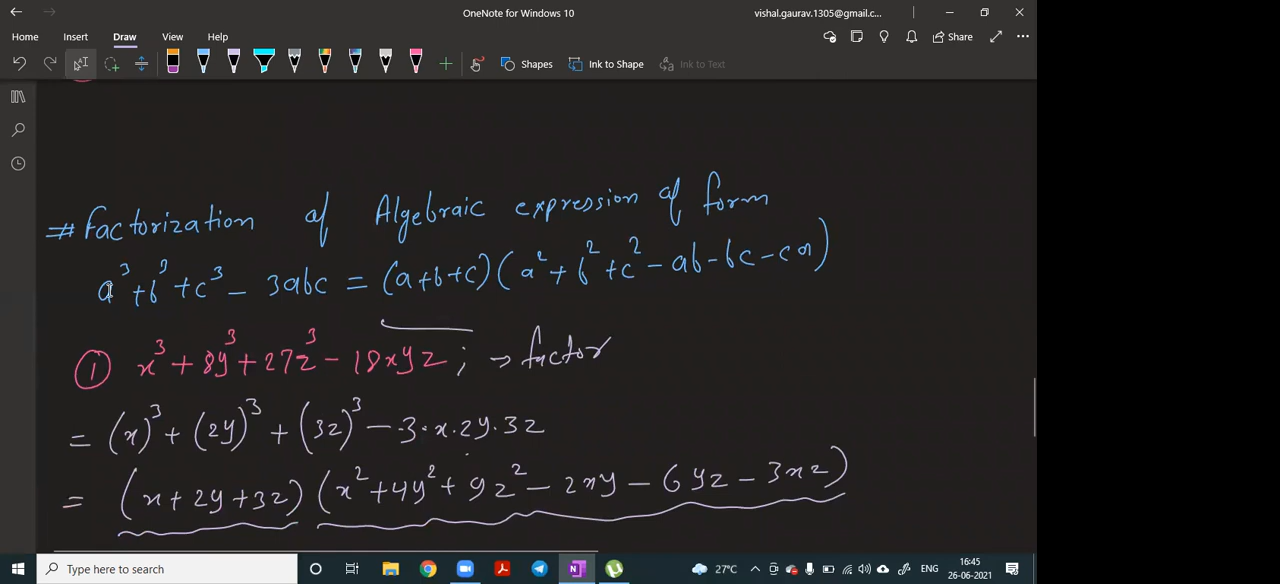 OneNote for Windows 10
vishal.gaurav.1305@gmail.c...
Home Insert Draw View Help
Share
Shapes Ink to Shape Ink to Text
# Factorization of Algebraic expression of form
a³ + b³ + c³ - 3abc = (a+b+c)(a² + b² + c² - ab - bc - ca)
① x³ + 8y³ + 27z³ - 18xyz ; → factor
= (x)³ + (2y)³ + (3z)³ - 3·x·2y·3z
= (x + 2y + 3z)(x² + 4y² + 9z² - 2xy - 6yz - 3xz)
Type here to search
27°C
ENG
16:45
26-06-2021